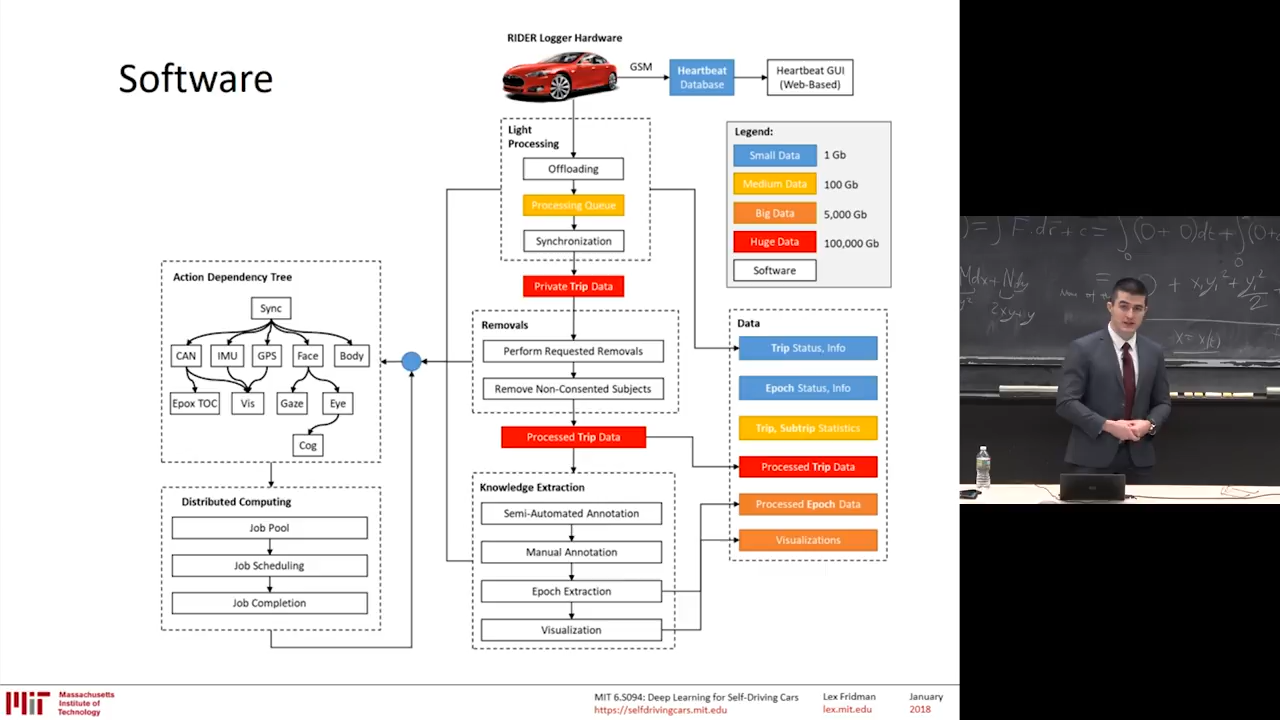 Software
RIDER Logger Hardware
GSM
Heartbeat
Database
Heartbeat GUI
(Web-Based)
Light
Processing
Offloading
Processing Queue
Synchronization
Private Trip Data
Removals
Perform Requested Removals
Remove Non-Consented Subjects
Processed Trip Data
Knowledge Extraction
Semi-Automated Annotation
Manual Annotation
Epoch Extraction
Visualization
Legend:
Small Data 1 Gb
Medium Data 100 Gb
Big Data 5,000 Gb
Huge Data 100,000 Gb
Software
Data
Trip Status, Info
Epoch Status, Info
Trip, Subtrip Statistics
Processed Trip Data
Processed Epoch Data
Visualizations
Action Dependency Tree
Sync
CAN IMU GPS Face Body
Epox TOC Vis Gaze Eye
Cog
Distributed Computing
Job Pool
Job Scheduling
Job Completion
MIT
Massachusetts
Institute of
Technology
MIT 6.S094: Deep Learning for Self-Driving Cars
https://selfdrivingcars.mit.edu
Lex Fridman
lex.mit.edu
January
2018